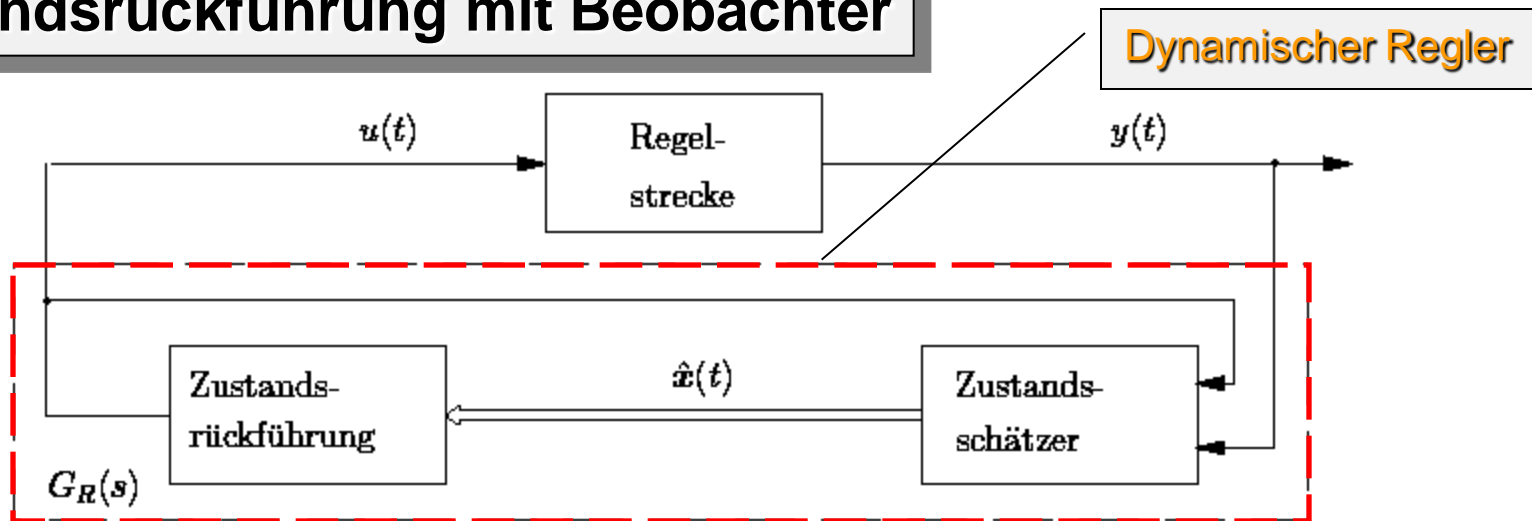 ndsrückführung mit Beobachter
Dynamischer Regler
u(t)
Regel-
strecke
y(t)
Zustands-
rückführung
x̂(t)
Zustands-
schätzer
G_R(s)